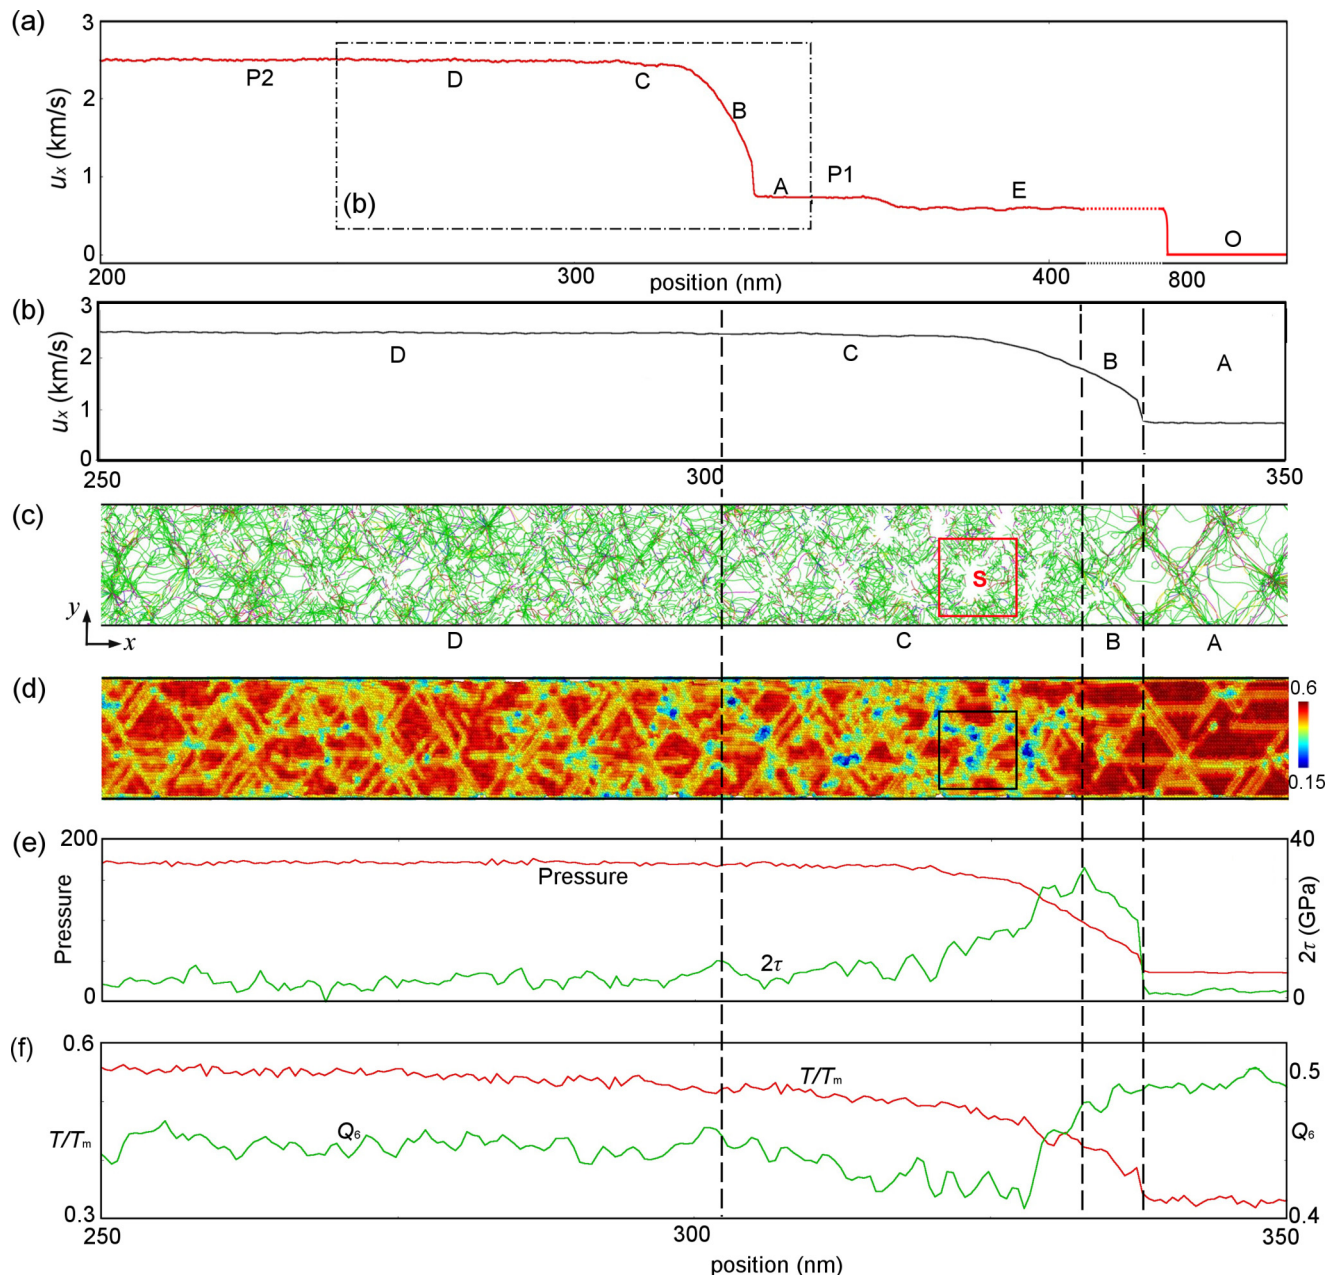 (a)
3
2
1
0
uₓ (km/s)
P2
D
C
B
A
P1
E
O
(b)
200
300
400
800
position (nm)
(b)
3
2
1
0
uₓ (km/s)
D
C
B
A
250
300
350
(c)
S
y
x
D
C
B
A
(d)
0.6
0.15
(e)
200
0
Pressure
Pressure
2τ
40
0
2τ (GPa)
(f)
0.6
0.3
T/Tₘ
T/Tₘ
Q₆
0.5
0.4
Q₆
250
300
350
position (nm)